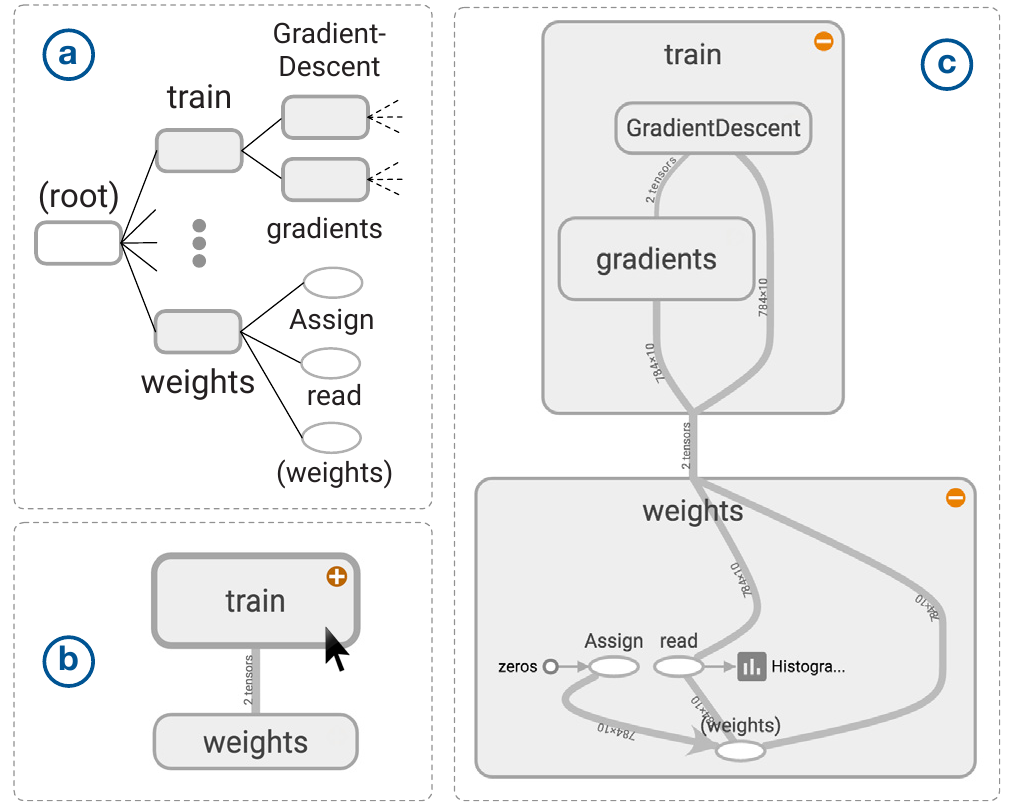 a
Gradient-
Descent
train
(root)
gradients
Assign
weights
read
(weights)
b
train
2 tensors
weights
c
train
GradientDescent
2 tensors
gradients
784×10
784×10
2 tensors
weights
784×10
784×10
Assign
read
zeros
Histogra...
784×10
(weights)
784×10